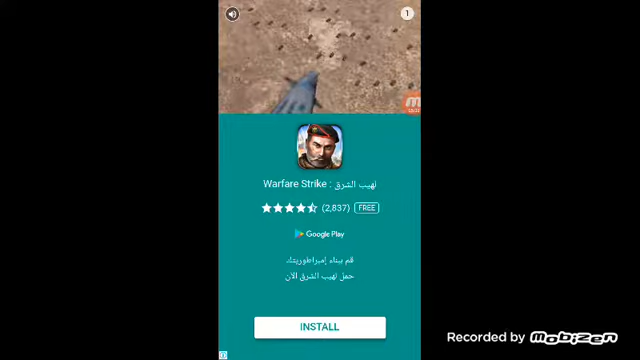 1
Warfare Strike : لهيب الشرق
(2,837) FREE
Google Play
قم ببناء إمبراطوريتك
حمل لهيب الشرق الآن
INSTALL
Recorded by mobizen